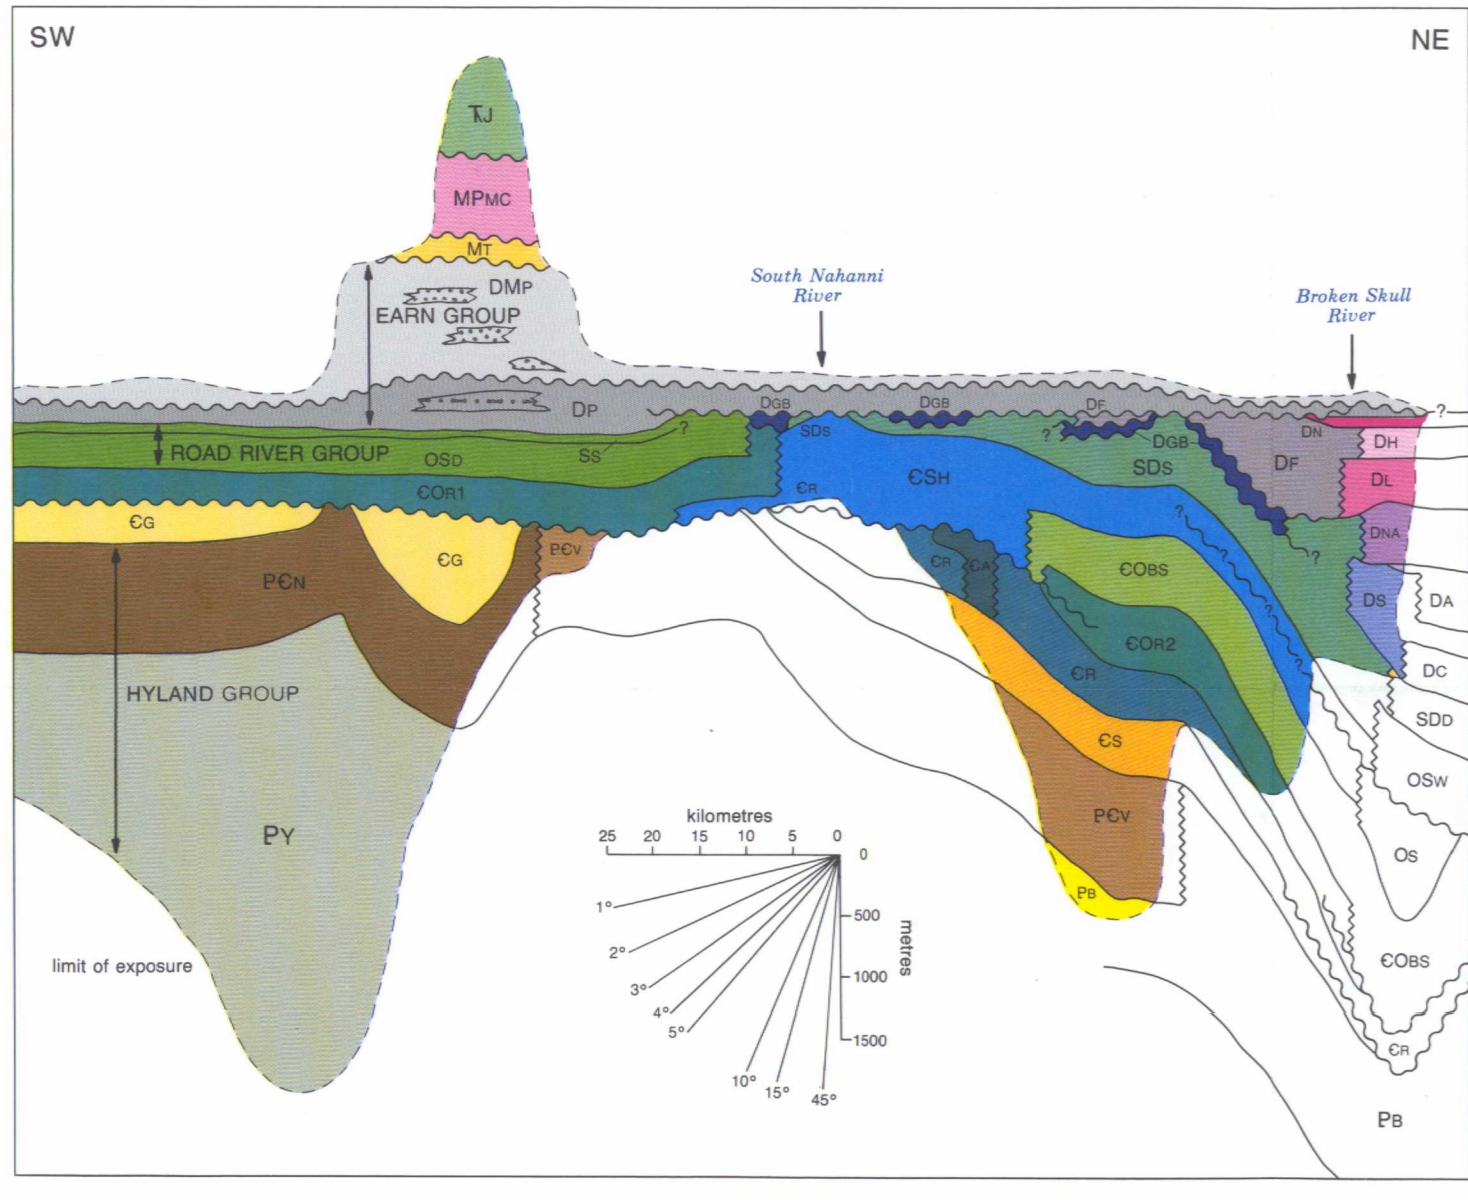 SW
NE
TJ
MPMC
MT
DMP
EARN GROUP
South Nahanni
River
Broken Skull
River
DP
DGB
DGB
DF
?
DN
DH
ROAD RIVER GROUP
OSD
SS
?
SDS
?
DGB
SDS
DF
DL
ЄSH
ЄR
ЄOR1
ЄG
ЄG
PЄN
PЄV
ЄR
ЄA
ЄOBS
?
?
?
?
?
DNA
DS
DA
ЄOR2
ЄR
DC
SDD
HYLAND GROUP
ЄS
OSW
PЄV
PY
OS
PB
kilometres
25 20 15 10 5 0
0
500
1000
1500
metres
1°
2°
3°
4°
5°
10°
15°
45°
limit of exposure
ЄOBS
ЄR
PB